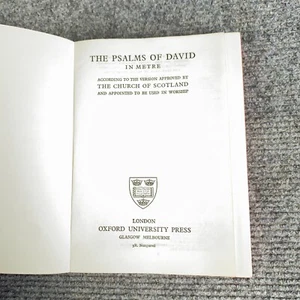 THE PSALMS OF DAVID
IN METRE
ACCORDING TO THE VERSION APPROVED BY
THE CHURCH OF SCOTLAND
AND APPOINTED TO BE USED IN WORSHIP
LONDON
OXFORD UNIVERSITY PRESS
GLASGOW MELBOURNE